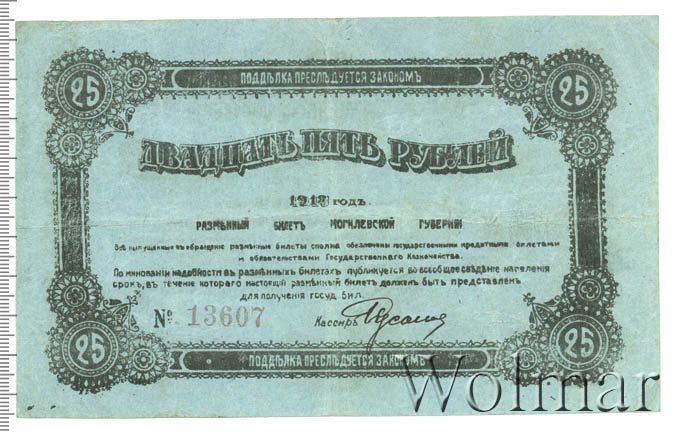 25 ПОДДѢЛКА ПРЕСЛѢДУЕТСЯ ЗАКОНОМЪ 25
ДВАДЦАТЬ ПЯТЬ РУБЛЕЙ
1918 годъ.
РАЗМѢННЫЙ БИЛЕТЪ МОГИЛЕВСКОЙ ГУБЕРНІИ
Всѣ выпущенные въ обращеніе размѣнные билеты сполна обезпечены государственными кредитными билетами
и обязательствами Государственнаго Казначейства.
По минованіи надобности въ размѣнныхъ билетахъ публикуется во всеобщее свѣдѣніе населенія
срокъ, въ теченіе котораго настоящій размѣнный билетъ долженъ быть представленъ
для полученія госуд. бил.
№ 13607 Кассиръ
25 ПОДДѢЛКА ПРЕСЛѢДУЕТСЯ ЗАКОНОМЪ 25
Wolmar